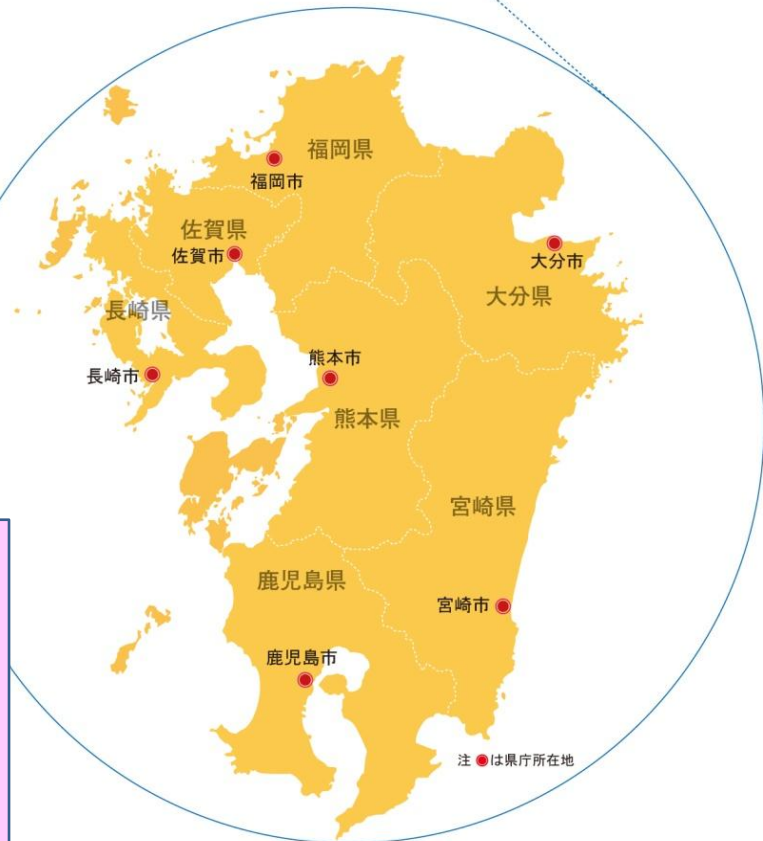 福岡県
福岡市
佐賀県
佐賀市
大分市
大分県
長崎県
長崎市
熊本市
熊本県
宮崎県
鹿児島県
宮崎市
鹿児島市
注 は県庁所在地